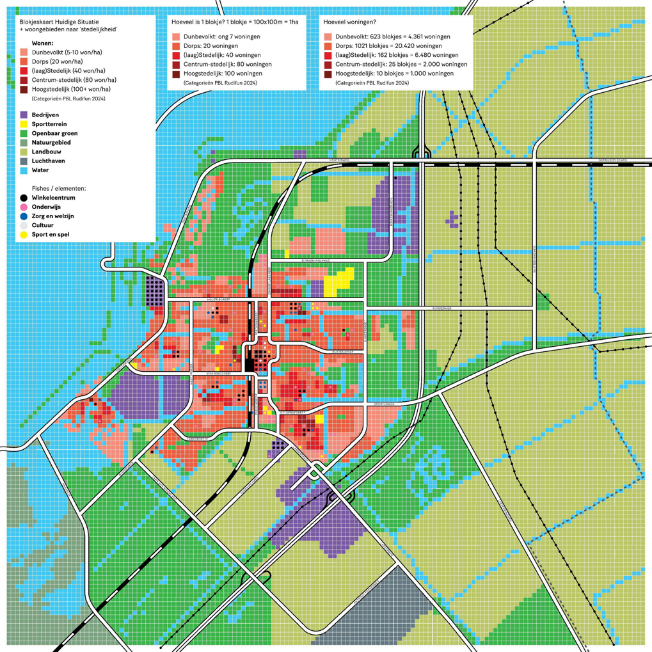 Blokjeskaart Huidige Situatie
+ woongebieden naar 'stedelijkheid'
Wonen:
Dunbevolkt (5-10 won/ha)
Dorps (20 won/ha)
(laag)Stedelijk (40 won/ha)
Centrum-stedelijk (80 won/ha)
Hoogstedelijk (100+ won/ha)
(Categorieën PBL Rudifun 2024)
Bedrijven
Sportterrein
Openbaar groen
Natuurgebied
Landbouw
Luchthaven
Water
Fishes / elementen:
Winkelcentrum
Onderwijs
Zorg en welzijn
Cultuur
Sport en spel
Hoeveel is 1 blokje? 1 blokje = 100x100m = 1ha
Dunbevolkt: ong 7 woningen
Dorps: 20 woningen
(laag)Stedelijk: 40 woningen
Centrum-stedelijk: 80 woningen
Hoogstedelijk: 100 woningen
(Categorieën PBL Rudifun 2024)
Hoeveel woningen?
Dunbevolkt: 623 blokjes = 4.361 woningen
Dorps: 1021 blokjes = 20.420 woningen
(laag)Stedelijk: 162 blokjes = 6.480 woningen
Centrum-stedelijk: 25 blokjes = 2.000 woningen
Hoogstedelijk: 10 blokjes = 1.000 woningen
(Categorieën PBL Rudifun 2024)